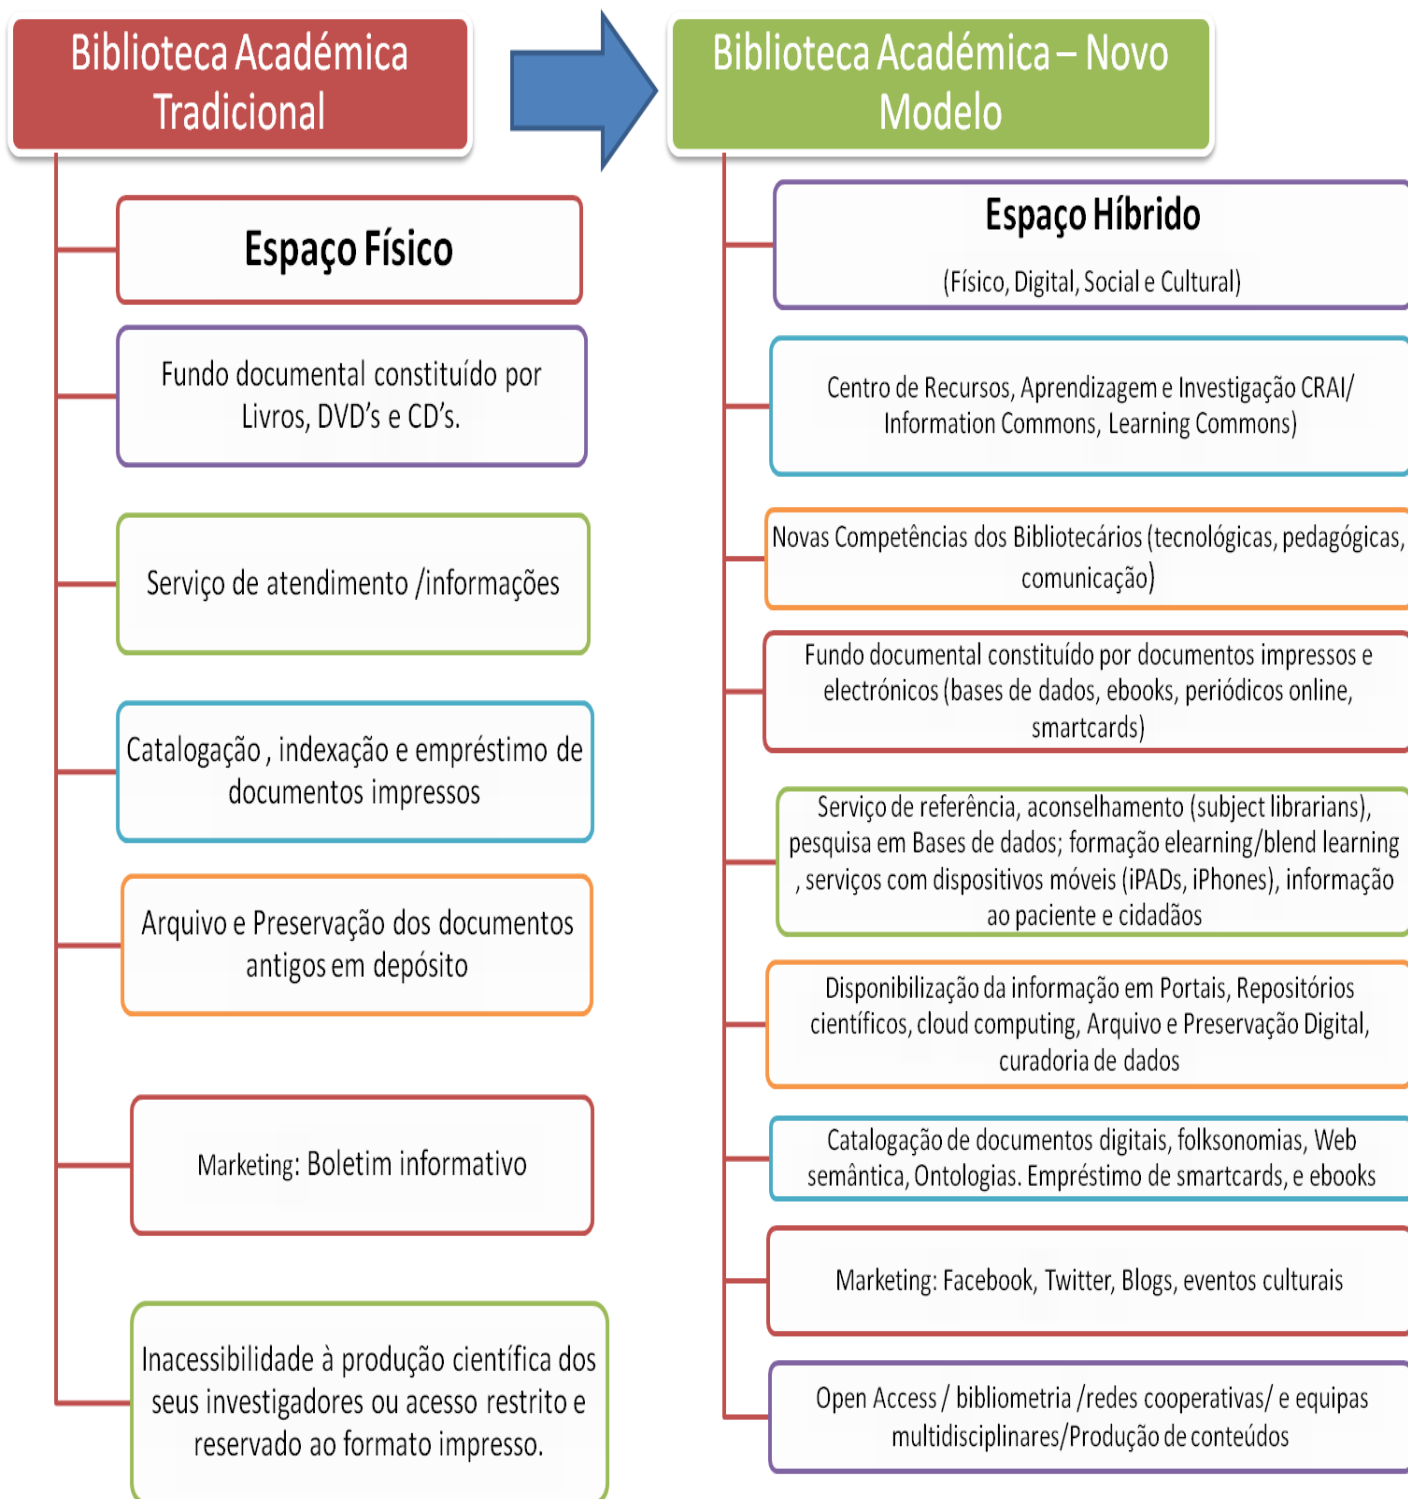 Biblioteca Académica
Tradicional
Espaço Físico
Fundo documental constituído por
Livros, DVD's e CD's.
Serviço de atendimento /informações
Catalogação , indexação e empréstimo de
documentos impressos
Arquivo e Preservação dos documentos
antigos em depósito
Marketing: Boletim informativo
Inacessibilidade à produção científica dos
seus investigadores ou acesso restrito e
reservado ao formato impresso.
Biblioteca Académica – Novo
Modelo
Espaço Híbrido
(Físico, Digital, Social e Cultural)
Centro de Recursos, Aprendizagem e Investigação CRAI/
Information Commons, Learning Commons)
Novas Competências dos Bibliotecários (tecnológicas, pedagógicas,
comunicação)
Fundo documental constituído por documentos impressos e
electrónicos (bases de dados, ebooks, periódicos online,
smartcards)
Serviço de referência, aconselhamento (subject librarians),
pesquisa em Bases de dados; formação elearning/blend learning
, serviços com dispositivos móveis (iPADs, iPhones), informação
ao paciente e cidadãos
Disponibilização da informação em Portais, Repositórios
científicos, cloud computing, Arquivo e Preservação Digital,
curadoria de dados
Catalogação de documentos digitais, folksonomias, Web
semântica, Ontologias. Empréstimo de smartcards, e ebooks
Marketing: Facebook, Twitter, Blogs, eventos culturais
Open Access / bibliometria /redes cooperativas/ e equipas
multidisciplinares/Produção de conteúdos